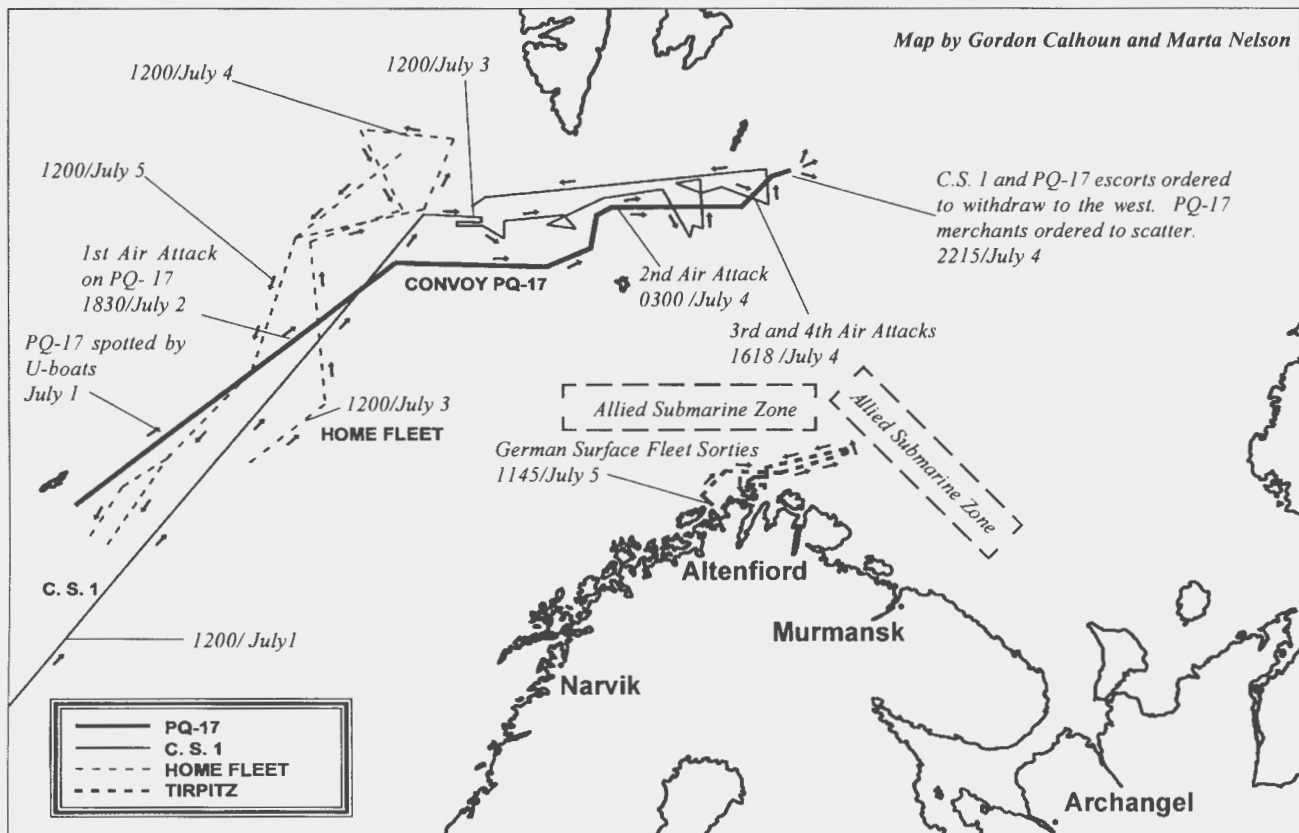 Map by Gordon Calhoun and Marta Nelson
1200/July 4
1200/July 3
1200/July 5
1st Air Attack
on PQ- 17
1830/July 2
PQ-17 spotted by
U-boats
July 1
CONVOY PQ-17
C.S. 1 and PQ-17 escorts ordered
to withdraw to the west. PQ-17
merchants ordered to scatter.
2215/July 4
2nd Air Attack
0300 /July 4
3rd and 4th Air Attacks
1618 /July 4
1200/July 3
HOME FLEET
Allied Submarine Zone
Allied Submarine Zone
German Surface Fleet Sorties
1145/July 5
C. S. 1
1200/ July1
Altenfiord
Murmansk
Narvik
Archangel
PQ-17
C. S. 1
HOME FLEET
TIRPITZ